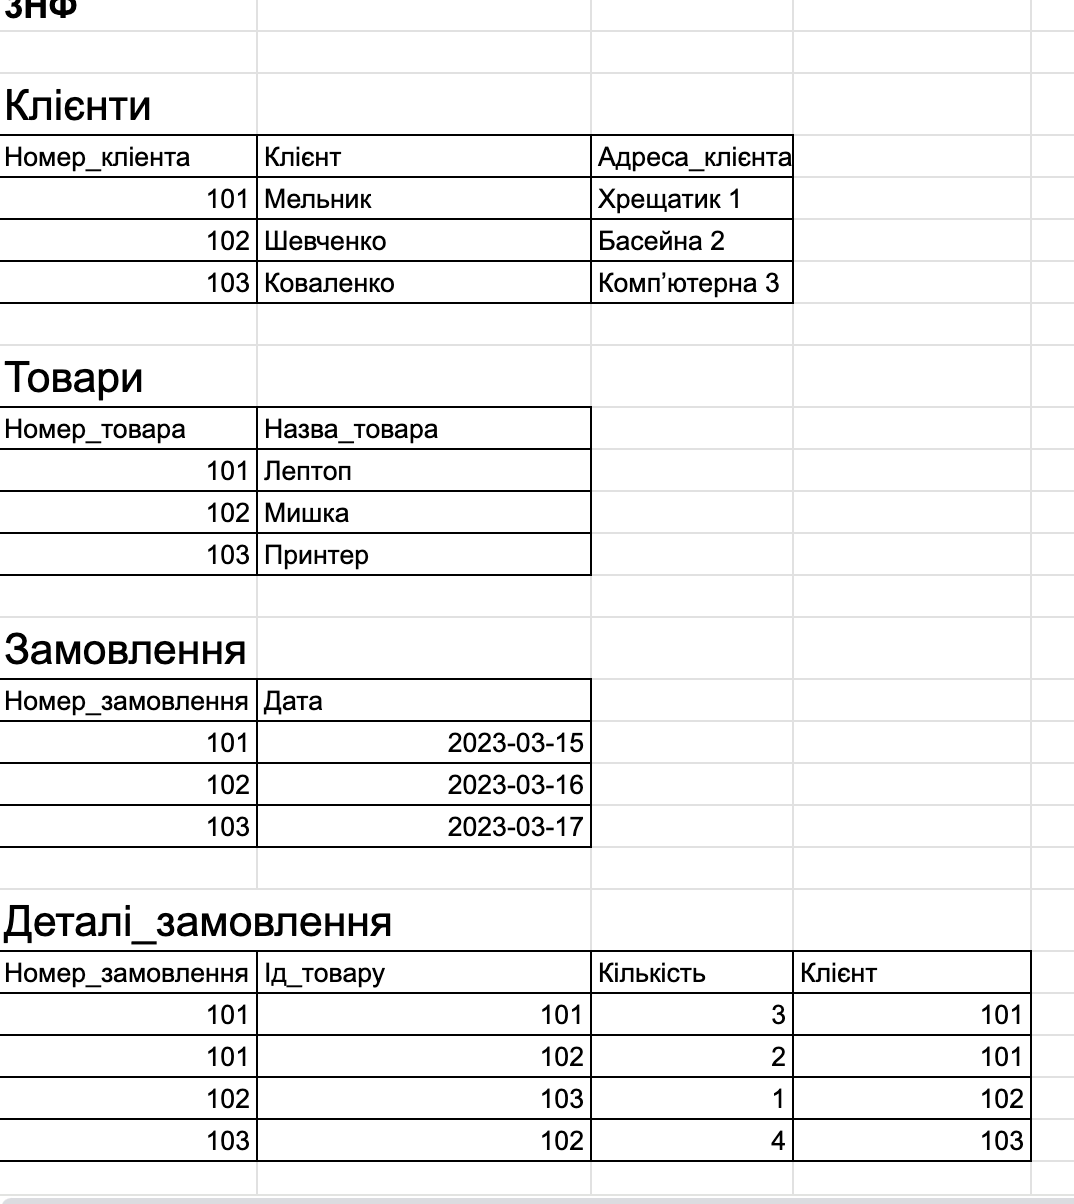 3НФ
Клієнти
Номер_кліента Клієнт Адреса_клієнта
101 Мельник Хрещатик 1
102 Шевченко Басейна 2
103 Коваленко Комп’ютерна 3
Товари
Номер_товара Назва_товара
101 Лептоп
102 Мишка
103 Принтер
Замовлення
Номер_замовлення Дата
101 2023-03-15
102 2023-03-16
103 2023-03-17
Деталі_замовлення
Номер_замовлення Ід_товару Кількість Клієнт
101 101 3 101
101 102 2 101
102 103 1 102
103 102 4 103